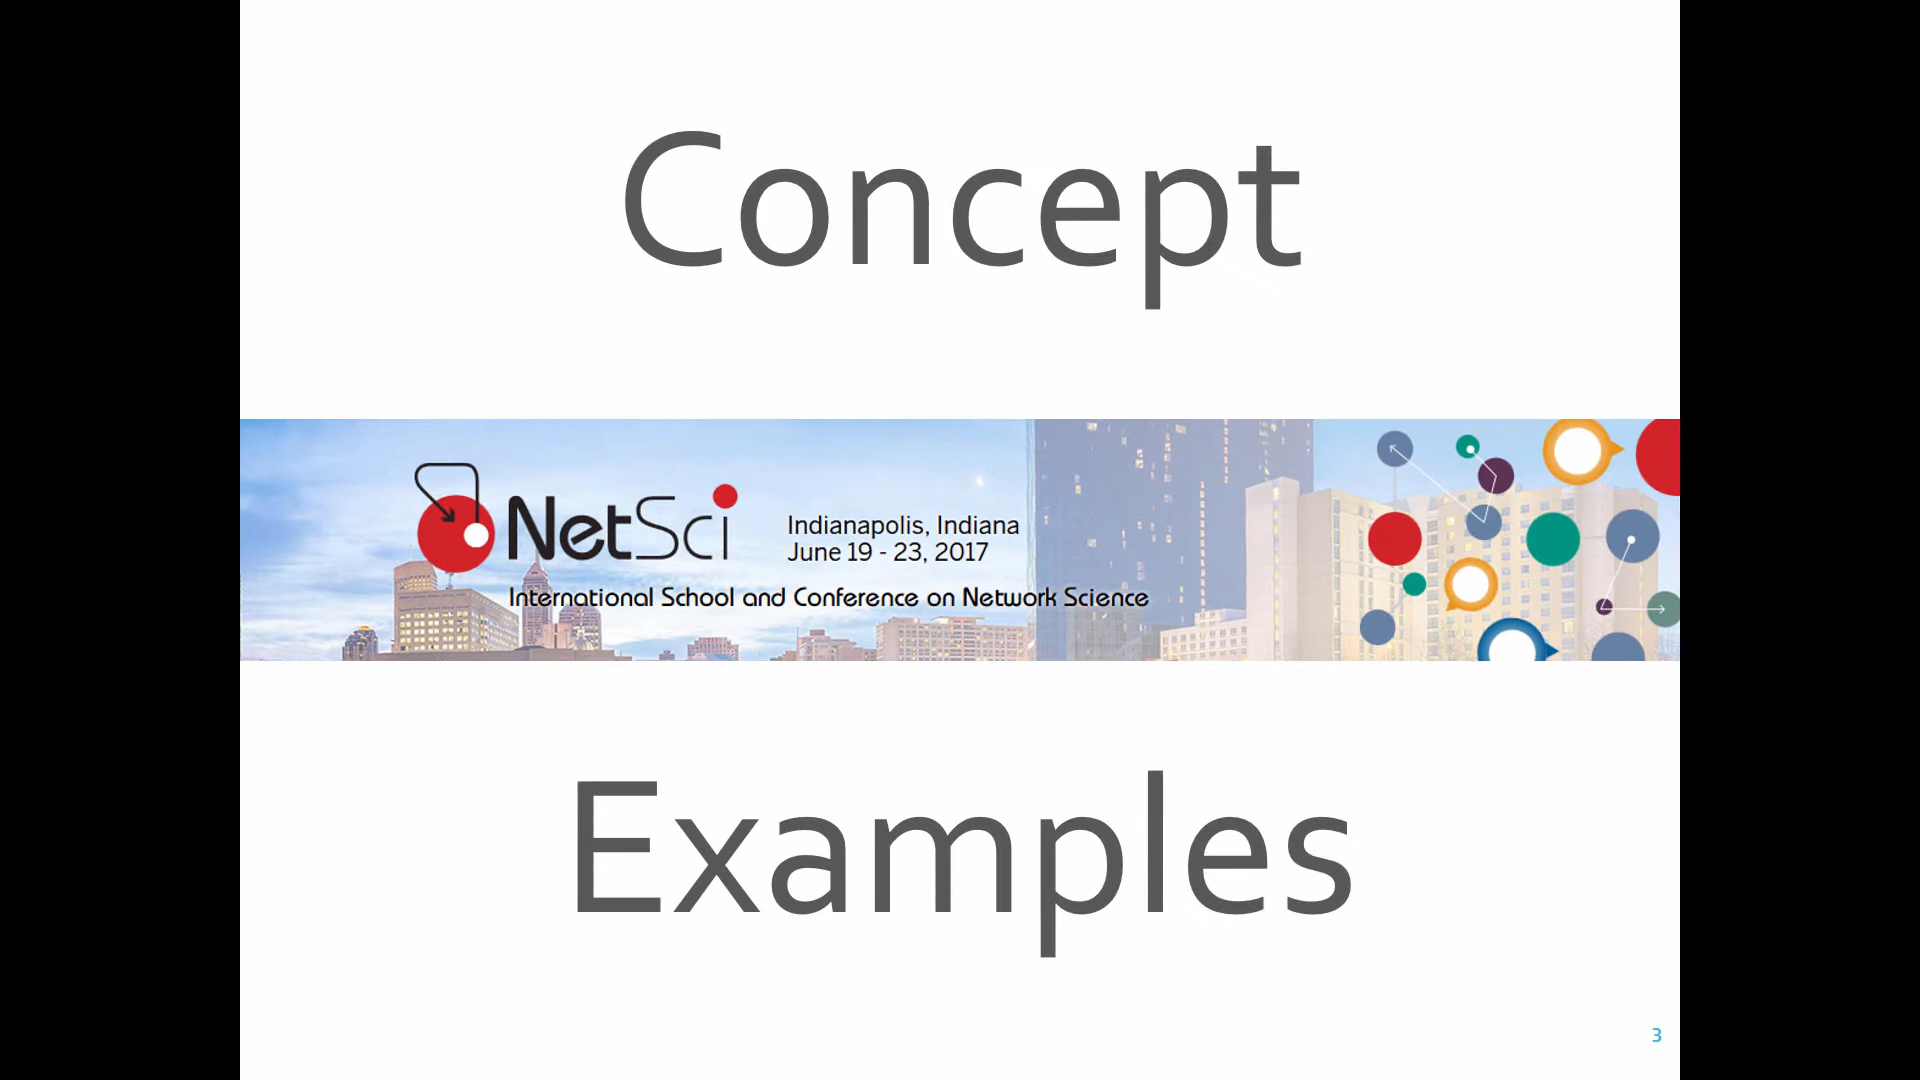 Concept
NetSci
Indianapolis, Indiana
June 19 - 23, 2017
International School and Conference on Network Science
Examples
3